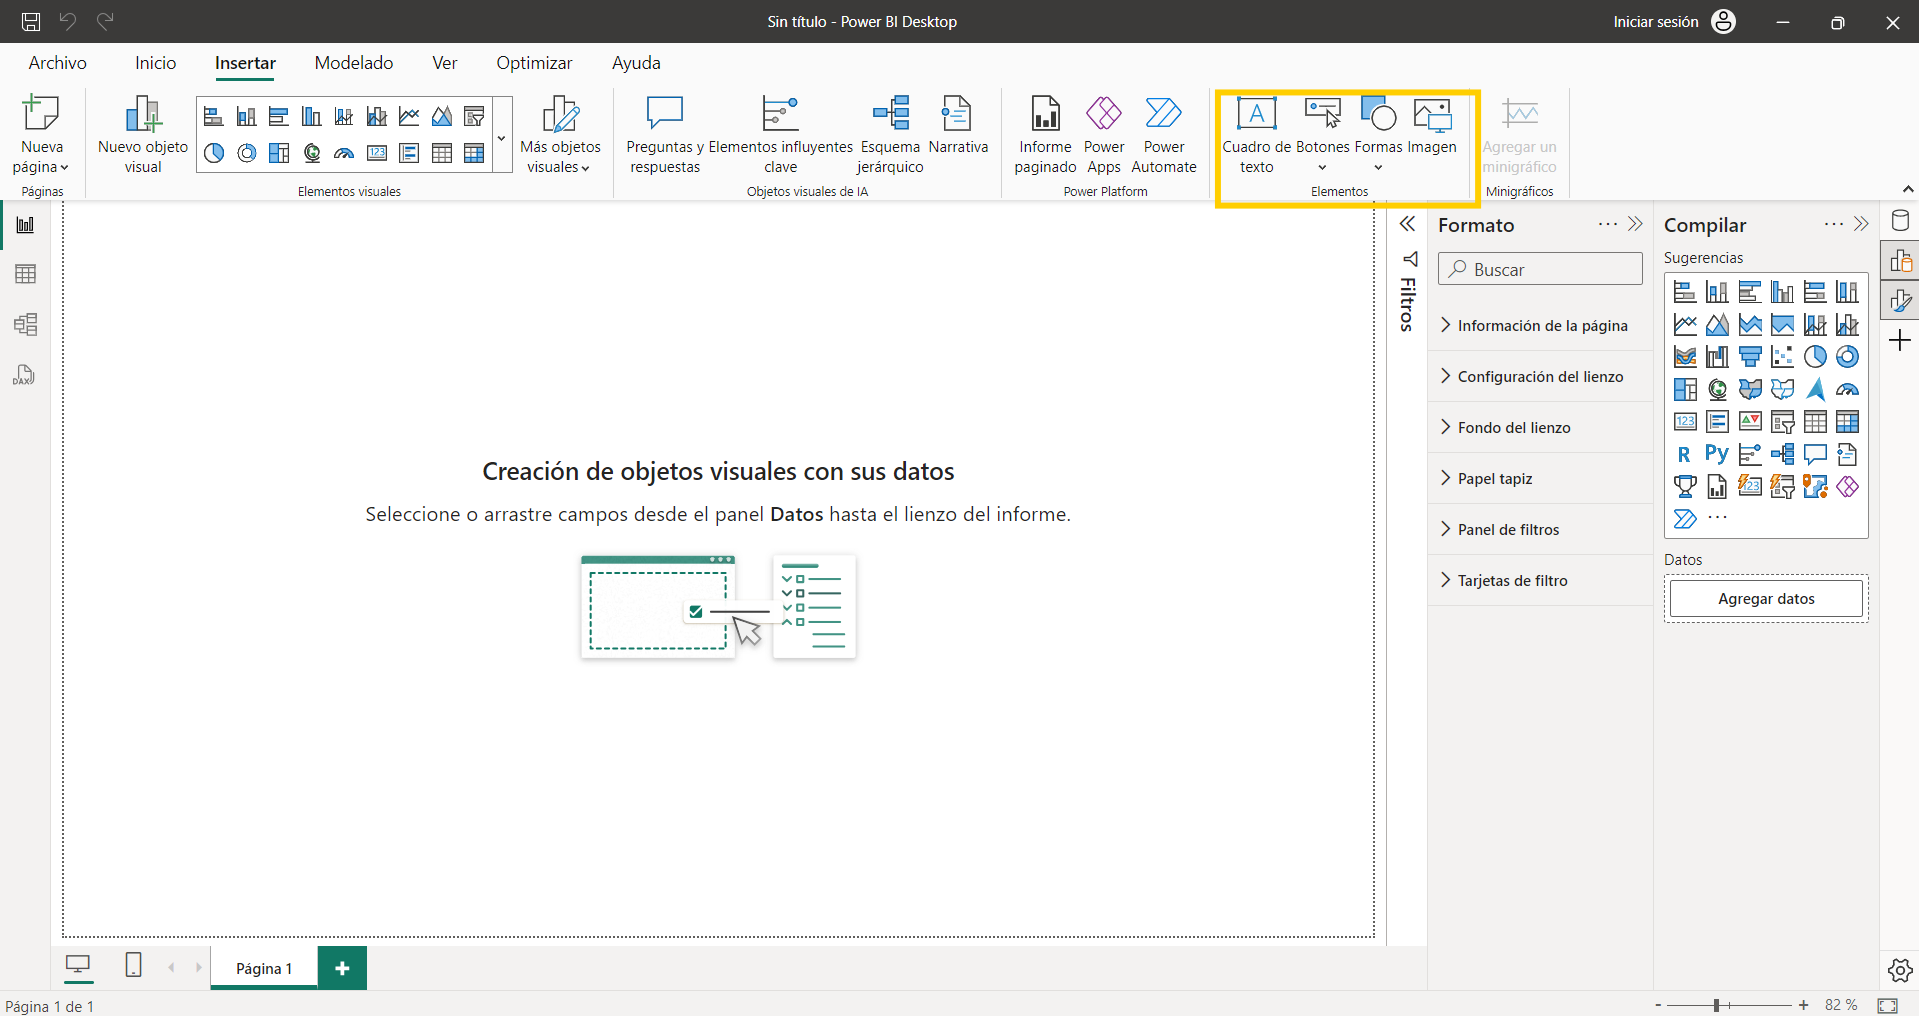 Sin título - Power BI Desktop
Iniciar sesión
Archivo
Inicio
Insertar
Modelado
Ver
Optimizar
Ayuda
Nueva
página
Páginas
Nuevo objeto
visual
123
Más objetos
visuales
Elementos visuales
Preguntas y
respuestas
Elementos influyentes
clave
Esquema
jerárquico
Narrativa
Objetos visuales de IA
Informe
paginado
Power
Apps
Power
Automate
Power Platform
A
Cuadro de
texto
Botones
Formas
Imagen
Elementos
Agregar un
minigráfico
Minigráficos
DAX
Creación de objetos visuales con sus datos
Seleccione o arrastre campos desde el panel Datos hasta el lienzo del informe.
Filtros
Formato
Buscar
Información de la página
Configuración del lienzo
Fondo del lienzo
Papel tapiz
Panel de filtros
Tarjetas de filtro
Compilar
Sugerencias
123
R
Py
123
Datos
Agregar datos
Página 1
Página 1 de 1
82 %